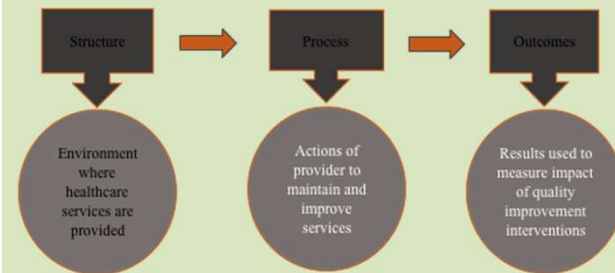 Structure
Process
Outcomes
Environment
where
healthcare
services are
provided
Actions of
provider to
maintain and
improve
services
Results used to
measure impact
of quality
improvement
interventions